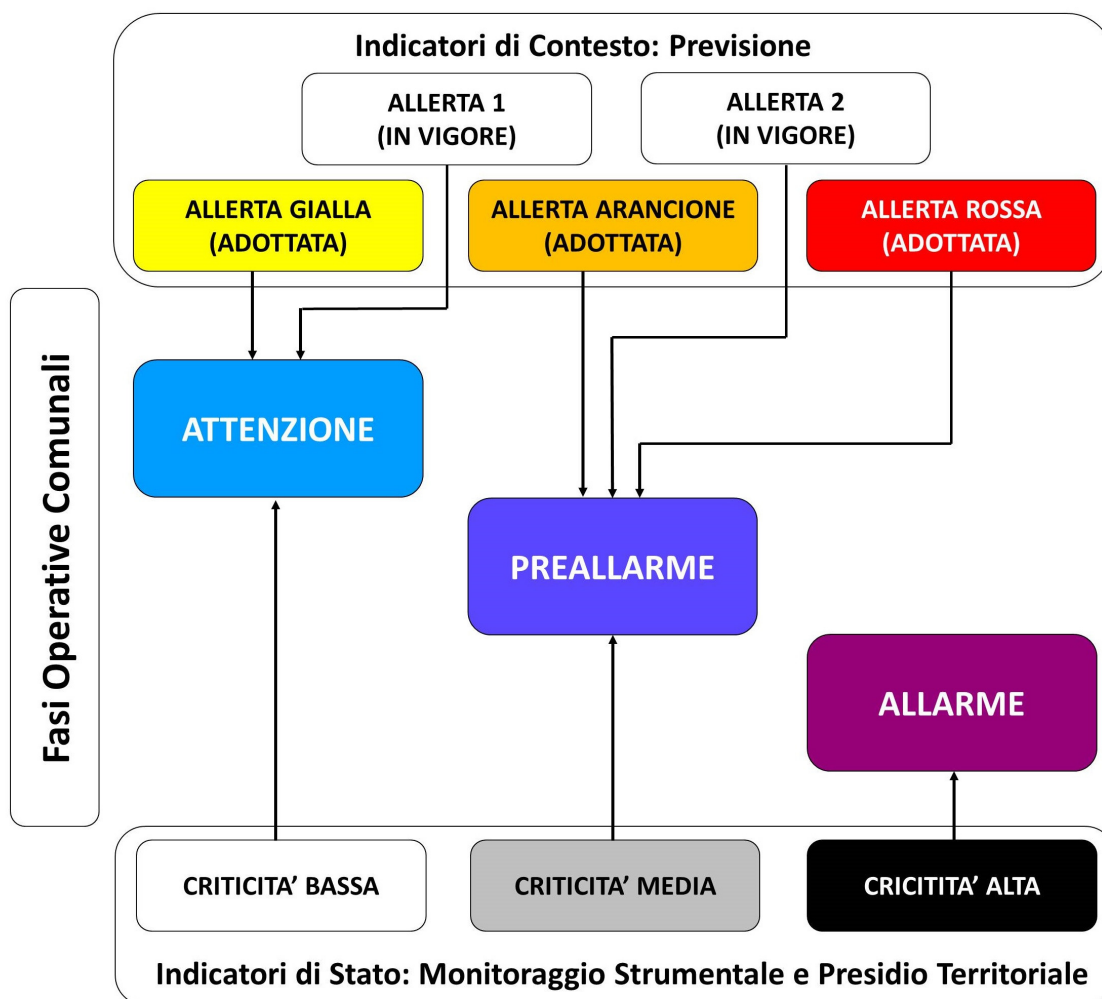 Indicatori di Contesto: Previsione
ALLERTA 1
(IN VIGORE)
ALLERTA 2
(IN VIGORE)
ALLERTA GIALLA
(ADOTTATA)
ALLERTA ARANCIONE
(ADOTTATA)
ALLERTA ROSSA
(ADOTTATA)
Fasi Operative Comunali
ATTENZIONE
PREALLARME
ALLARME
CRITICITA’ BASSA
CRITICITA’ MEDIA
CRICITITA’ ALTA
Indicatori di Stato: Monitoraggio Strumentale e Presidio Territoriale